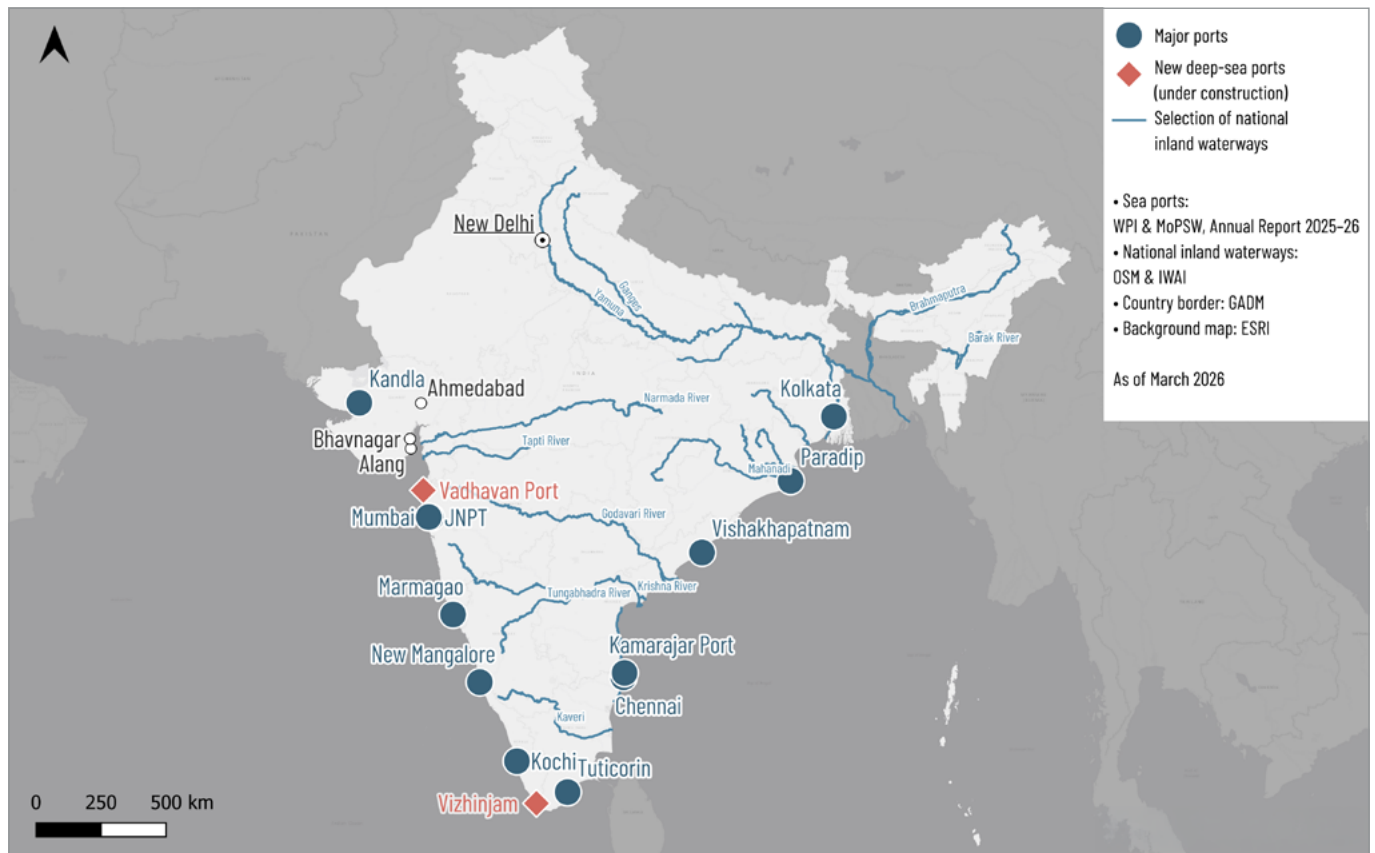 Major ports
New deep-sea ports
(under construction)
Selection of national
inland waterways
• Sea ports:
WPI & MoPSW, Annual Report 2025–26
• National inland waterways:
OSM & IWAI
• Country border: GADM
• Background map: ESRI
As of March 2026
New Delhi
Ganges
Yamuna
Brahmaputra
Barak River
Kandla
Ahmedabad
Kolkata
Narmada River
Bhavnagar
Tapti River
Alang
Paradip
Mahanadi
Vadhavan Port
Mumbai
JNPT
Godavari River
Vishakhapatnam
Marmagao
Krishna River
Tungabhadra River
Kamarajar Port
New Mangalore
Chennai
Kaveri
Kochi
Tuticorin
Vizhinjam
0 250 500 km
INDIA
PAKISTAN